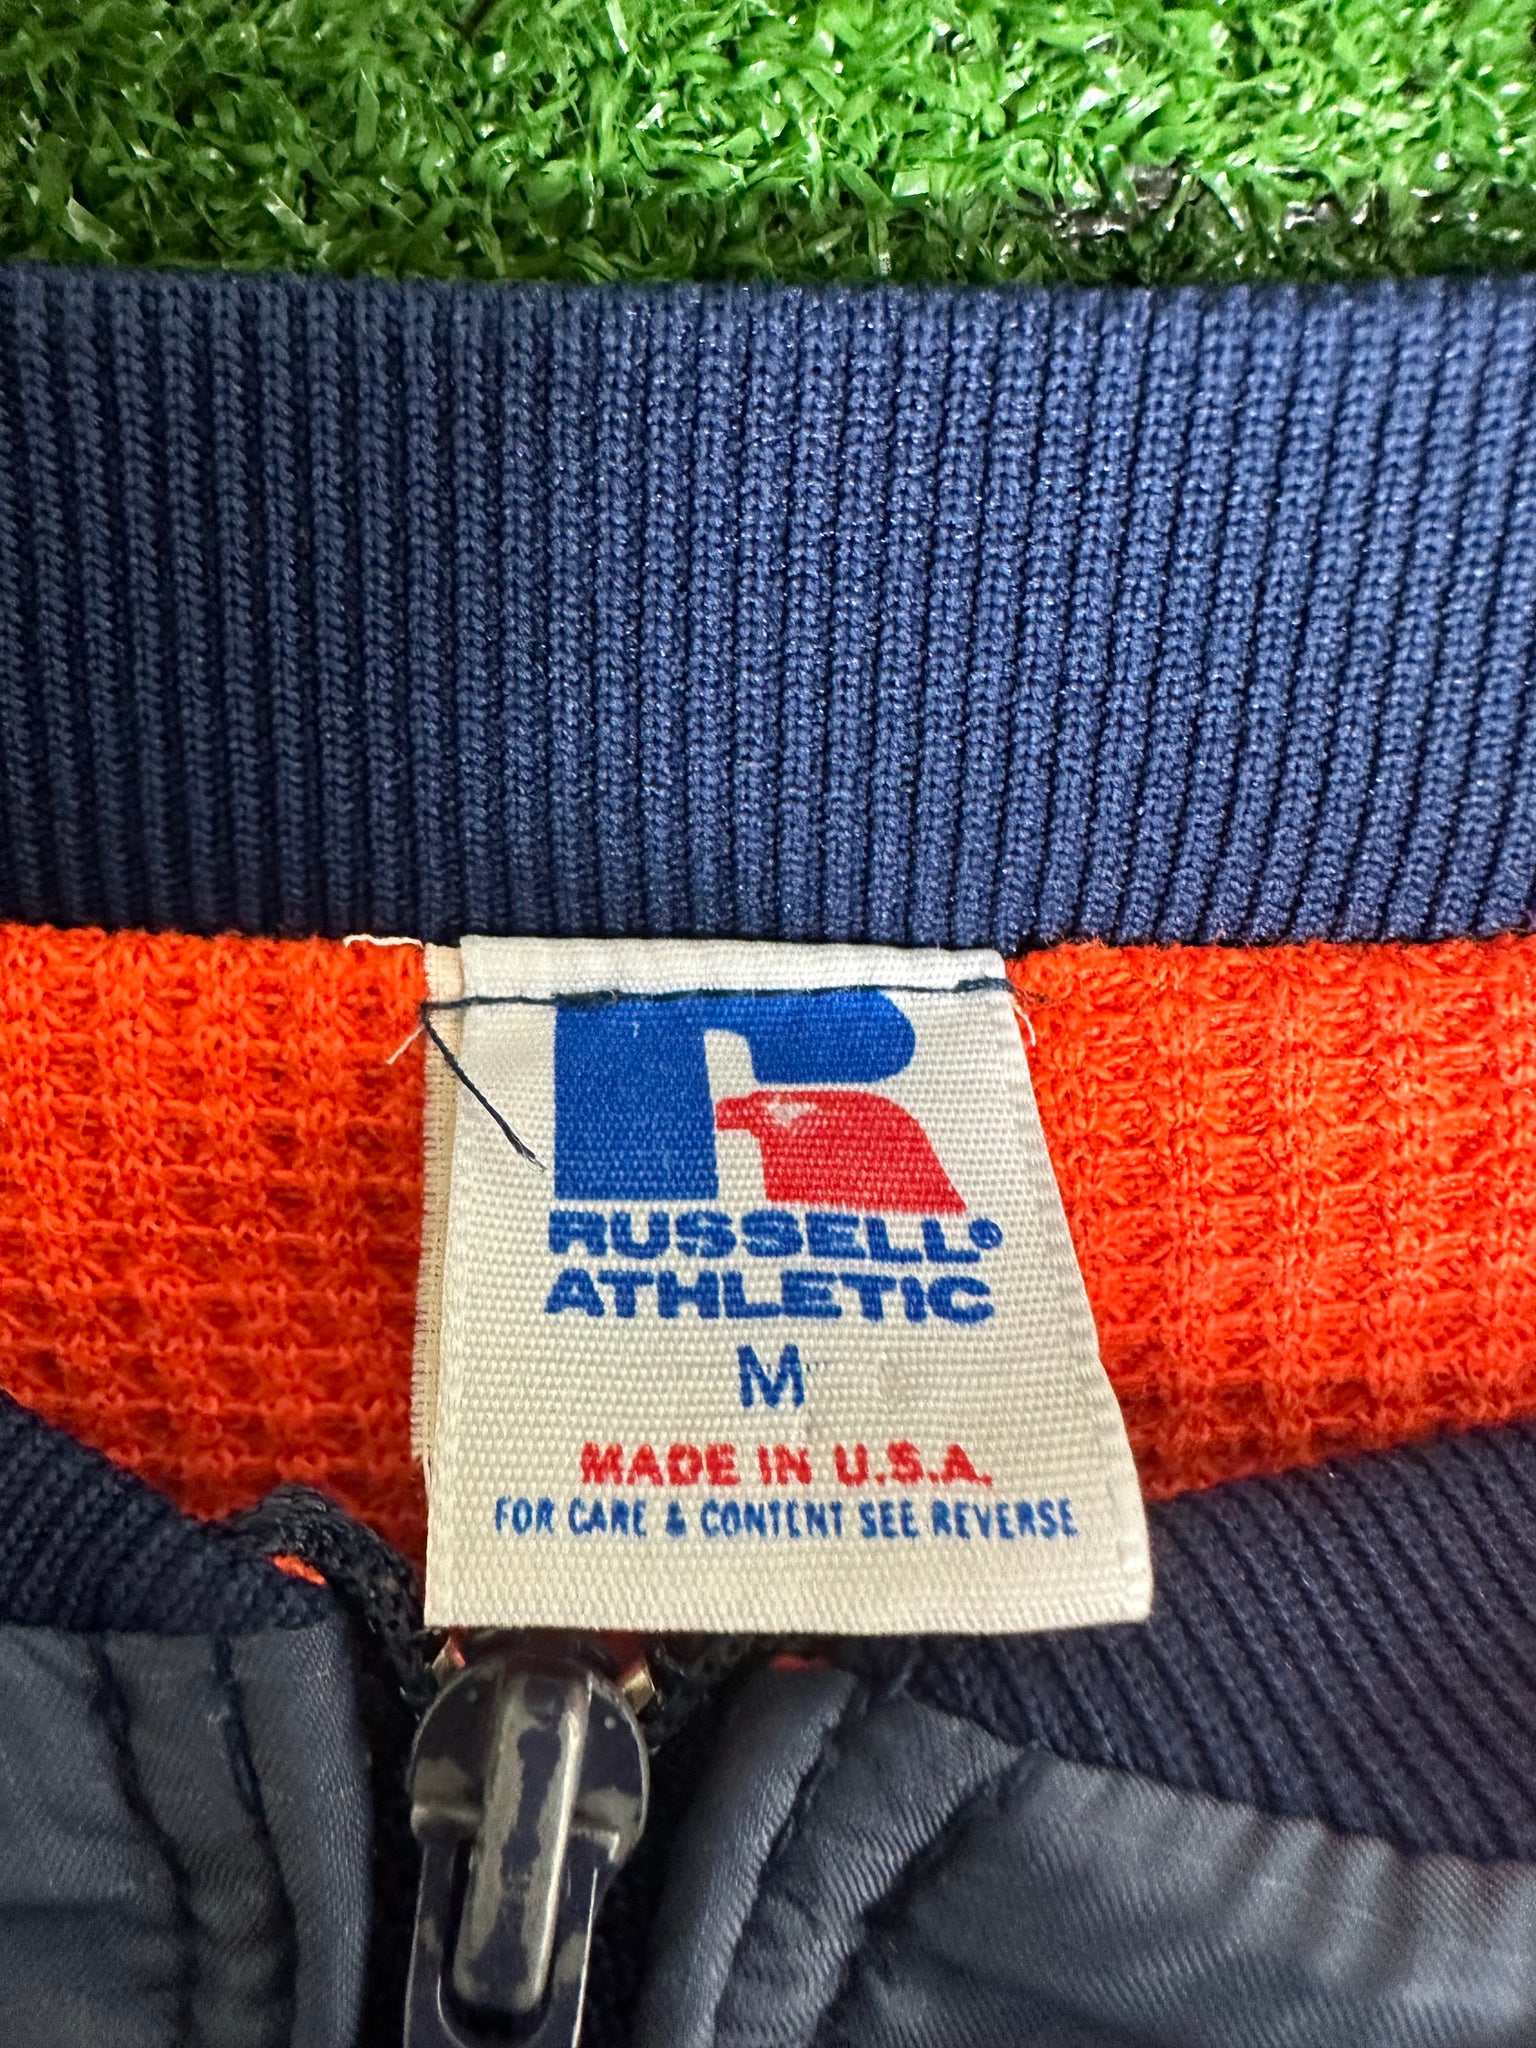 R
RUSSELL®
ATHLETIC
M
MADE IN U.S.A.
FOR CARE & CONTENT SEE REVERSE